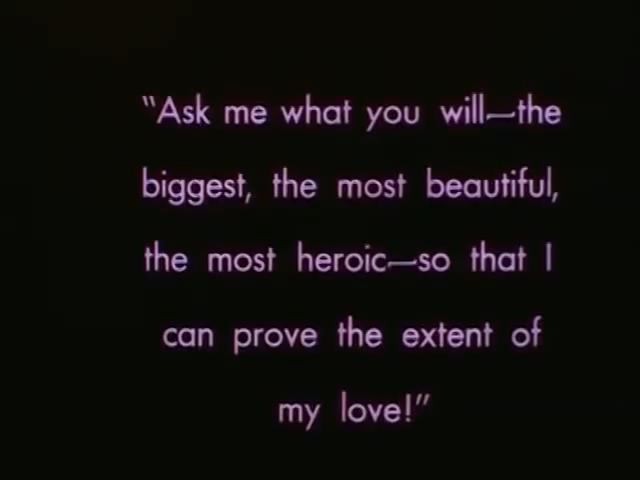 "Ask me what you will—the
biggest, the most beautiful,
the most heroic—so that I
can prove the extent of
my love!"